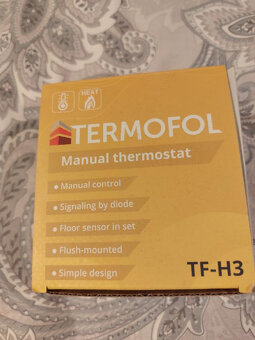 HEAT
TERMOFOL
Manual thermostat
• Manual control
• Signaling by diode
• Floor sensor in set
• Flush-mounted
• Simple design
TF-H3